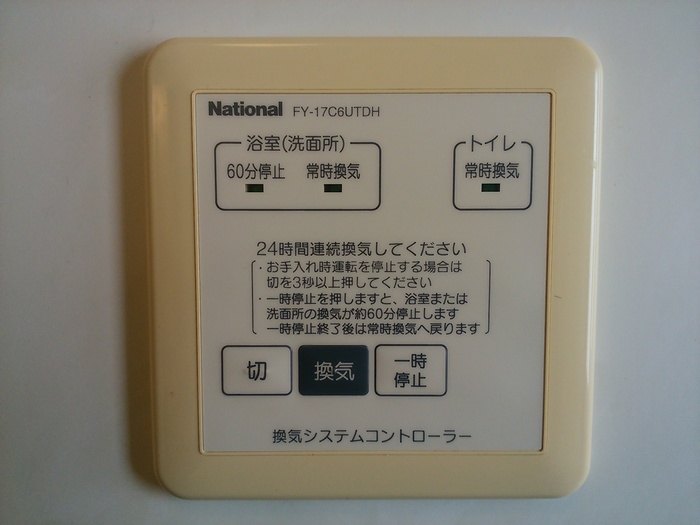 National FY-17C6UTDH
浴室(洗面所)
トイレ
60分停止 常時換気
常時換気
24時間連続換気してください
・お手入れ時運転を停止する場合は
切を3秒以上押してください
・一時停止を押しますと、浴室または
洗面所の換気が約60分停止します
一時停止終了後は常時換気へ戻ります
切
換気
一時
停止
換気システムコントローラー